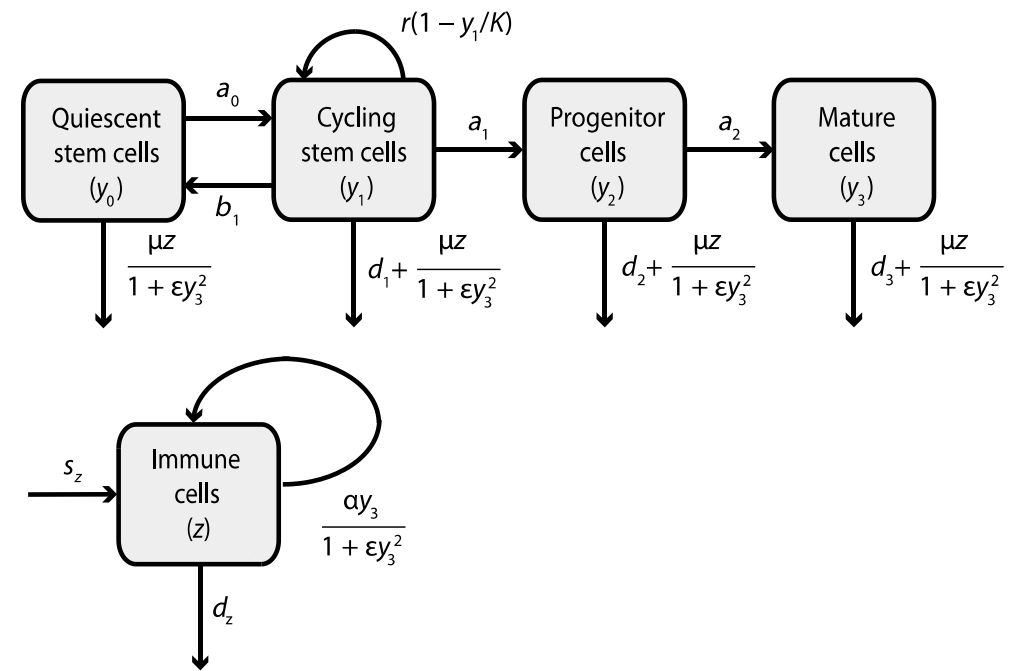 r(1 – y₁/K)
Quiescent
stem cells
(y₀)
a₀
b₁
Cycling
stem cells
(y₁)
a₁
Progenitor
cells
(y₂)
a₂
Mature
cells
(y₃)
μz
1 + εy₃²
d₁ + μz
1 + εy₃²
d₂ + μz
1 + εy₃²
d₃ + μz
1 + εy₃²
s_z
Immune
cells
(z)
αy₃
1 + εy₃²
d_z